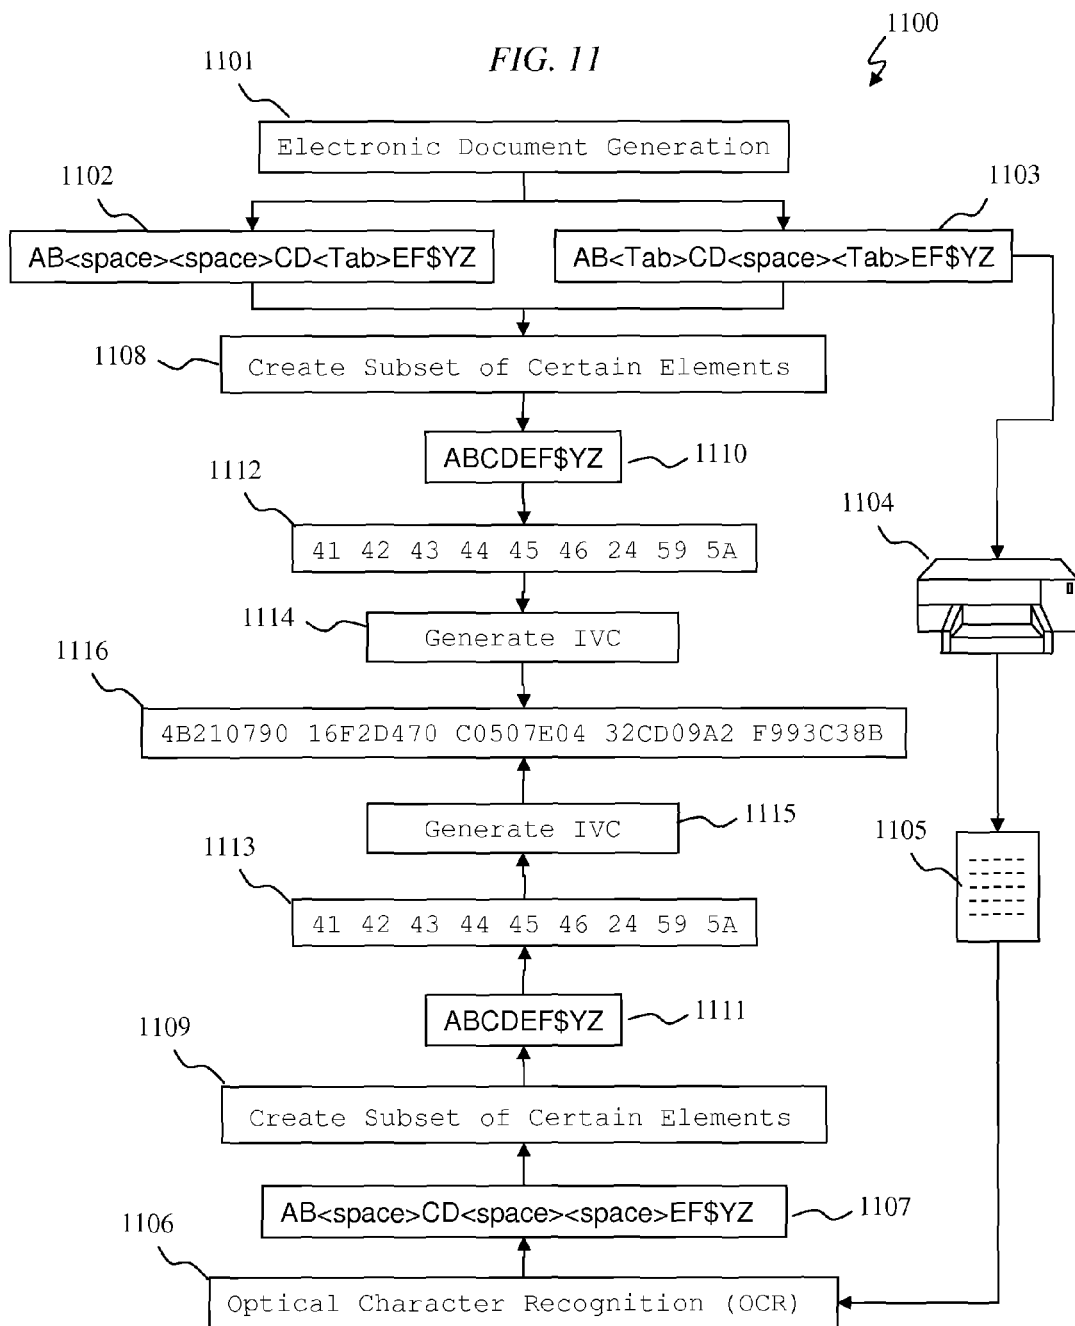 1100
FIG. 11
1101
Electronic Document Generation
1102
1103
AB<space><space>CD<Tab>EF$YZ
AB<Tab>CD<space><Tab>EF$YZ
1108
Create Subset of Certain Elements
ABCDEF$YZ
1110
1112
41 42 43 44 45 46 24 59 5A
1104
1114
Generate IVC
1116
4B210790 16F2D470 C0507E04 32CD09A2 F993C38B
Generate IVC
1115
1105
1113
41 42 43 44 45 46 24 59 5A
ABCDEF$YZ
1111
1109
Create Subset of Certain Elements
AB<space>CD<space><space>EF$YZ
1107
1106
Optical Character Recognition (OCR)